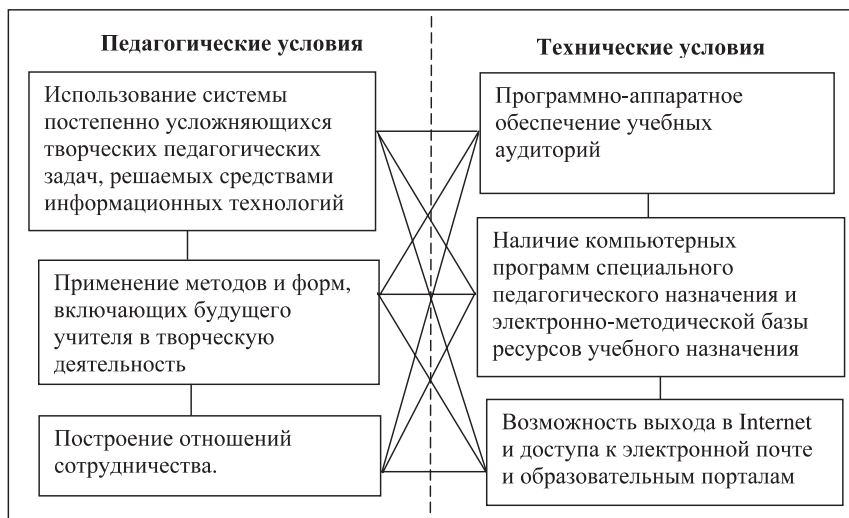 Педагогические условия
Использование системы
постепенно усложняющихся
творческих педагогических
задач, решаемых средствами
информационных технологий
Применение методов и форм,
включающих будущего
учителя в творческую
деятельность
Построение отношений
сотрудничества.
Технические условия
Программно-аппаратное
обеспечение учебных
аудиторий
Наличие компьютерных
программ специального
педагогического назначения и
электронно-методической базы
ресурсов учебного назначения
Возможность выхода в Internet
и доступа к электронной почте
и образовательным порталам